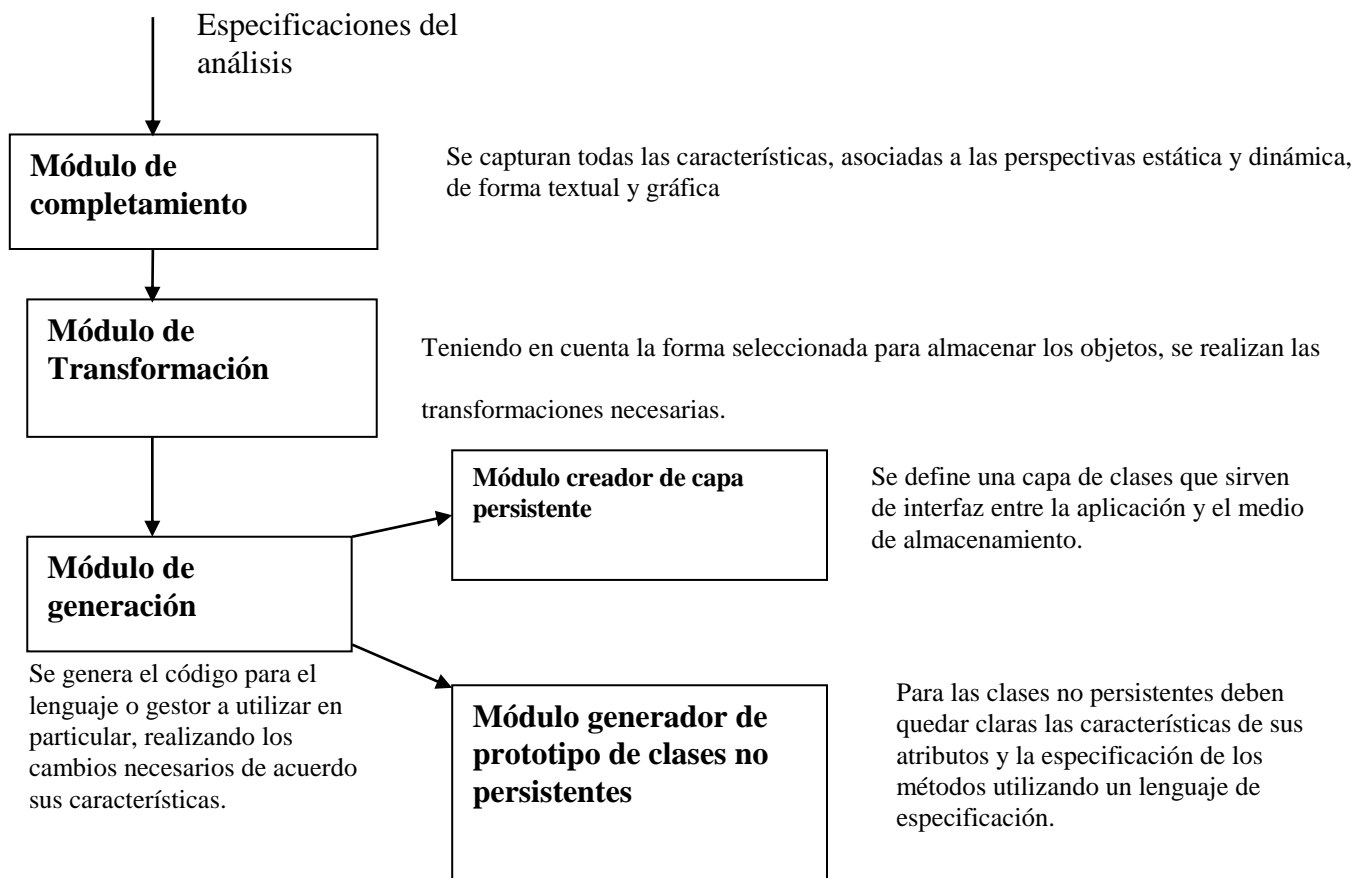 Especificaciones del
análisis
Módulo de
completamiento
Se capturan todas las característicias, asociadas a las perspectivas estática y dinámica,
de forma textual y gráfica
Módulo de
Transformación
Teniendo en cuenta la forma seleccionada para almacenar los objetos, se realizan las
transformaciones necesarias.
Módulo creador de capa
persistente
Se define una capa de clases que sirven
de interfaz entre la aplicación y el medio
de almacenamiento.
Módulo de
generación
Se genera el código para el
lenguaje o gestor a utilizar en
particular, realizando los
cambios necesarios de acuerdo
sus características.
Módulo generador de
prototipo de clases no
persistentes
Para las clases no persistentes deben
quedar claras las características de sus
atributos y la especificación de los
métodos utilizando un lenguaje de
especificación.